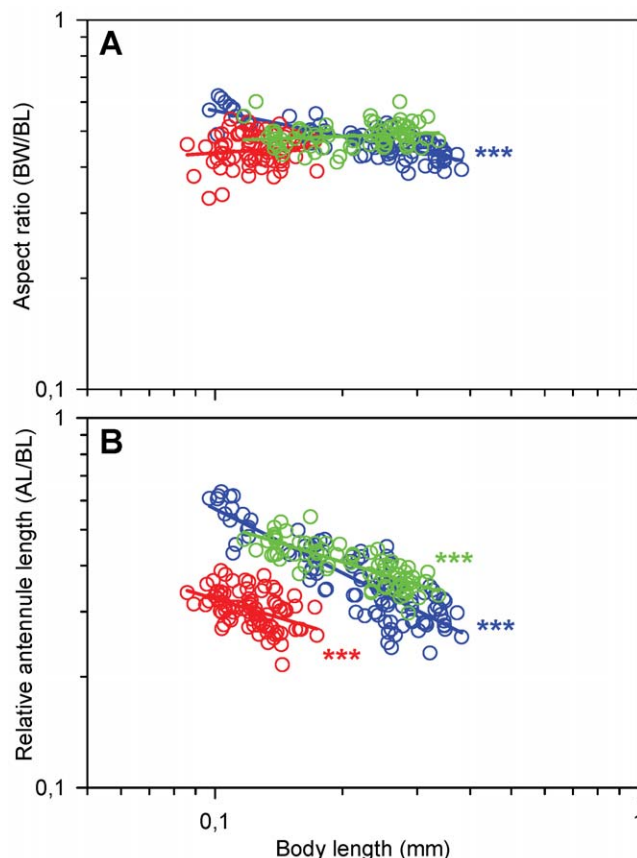 1
A
Aspect ratio (BW/BL)
***
0,1
1
B
Relative antennule length (AL/BL)
***
***
***
0,1
0,1
1
Body length (mm)